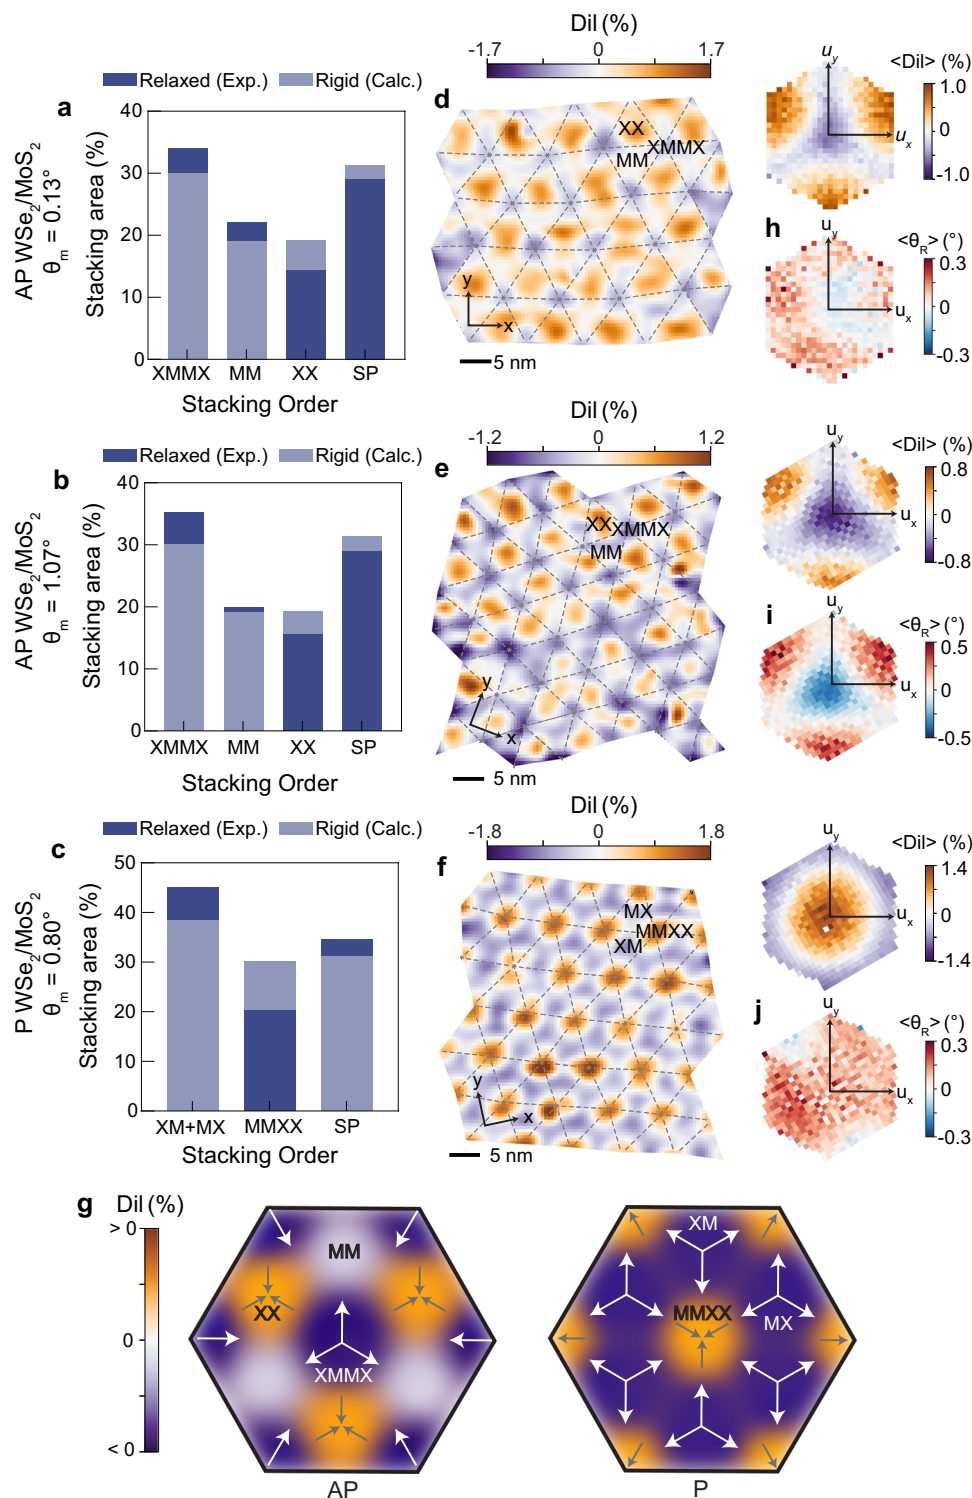 Relaxed (Exp.) Rigid (Calc.)
a
AP WSe2/MoS2
θm = 0.13°
Stacking area (%)
40
30
20
10
0
XMMX MM XX SP
Stacking Order
Dil (%)
-1.7 0 1.7
d
XX
XMMX
MM
y
x
5 nm
uy
ux
<Dil> (%)
1.0
0
-1.0
h
uy
ux
<θR> (°)
0.3
0
-0.3
Relaxed (Exp.) Rigid (Calc.)
b
AP WSe2/MoS2
θm = 1.07°
Stacking area (%)
40
30
20
10
0
XMMX MM XX SP
Stacking Order
Dil (%)
-1.2 0 1.2
e
XX XMMX
MM
y
x
5 nm
uy
ux
<Dil> (%)
0.8
0
-0.8
i
uy
ux
<θR> (°)
0.5
0
-0.5
Relaxed (Exp.) Rigid (Calc.)
c
P WSe2/MoS2
θm = 0.80°
Stacking area (%)
50
40
30
20
10
0
XM+MX MMXX SP
Stacking Order
Dil (%)
-1.8 0 1.8
f
MX
MMXX
XM
y
x
5 nm
uy
ux
<Dil> (%)
1.4
0
-1.4
j
uy
ux
<θR> (°)
0.3
0
-0.3
g
Dil (%)
> 0
0
< 0
MM
XX
XMMX
AP
XM
MMXX
MX
P